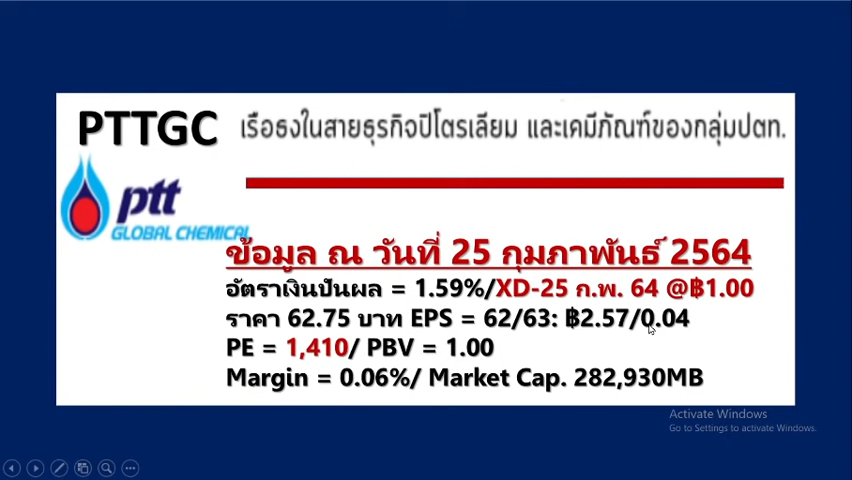 PTTGC เรือธงในสายธุรกิจปิโตรเลียม และเคมีภัณฑ์ของกลุ่มปตท.
ptt
GLOBAL CHEMICAL
ข้อมูล ณ วันที่ 25 กุมภาพันธ์ 2564
อัตราเงินปันผล = 1.59%/XD-25 ก.พ. 64 @฿1.00
ราคา 62.75 บาท EPS = 62/63: ฿2.57/0.04
PE = 1,410/ PBV = 1.00
Margin = 0.06%/ Market Cap. 282,930MB
Activate Windows
Go to Settings to activate Windows.